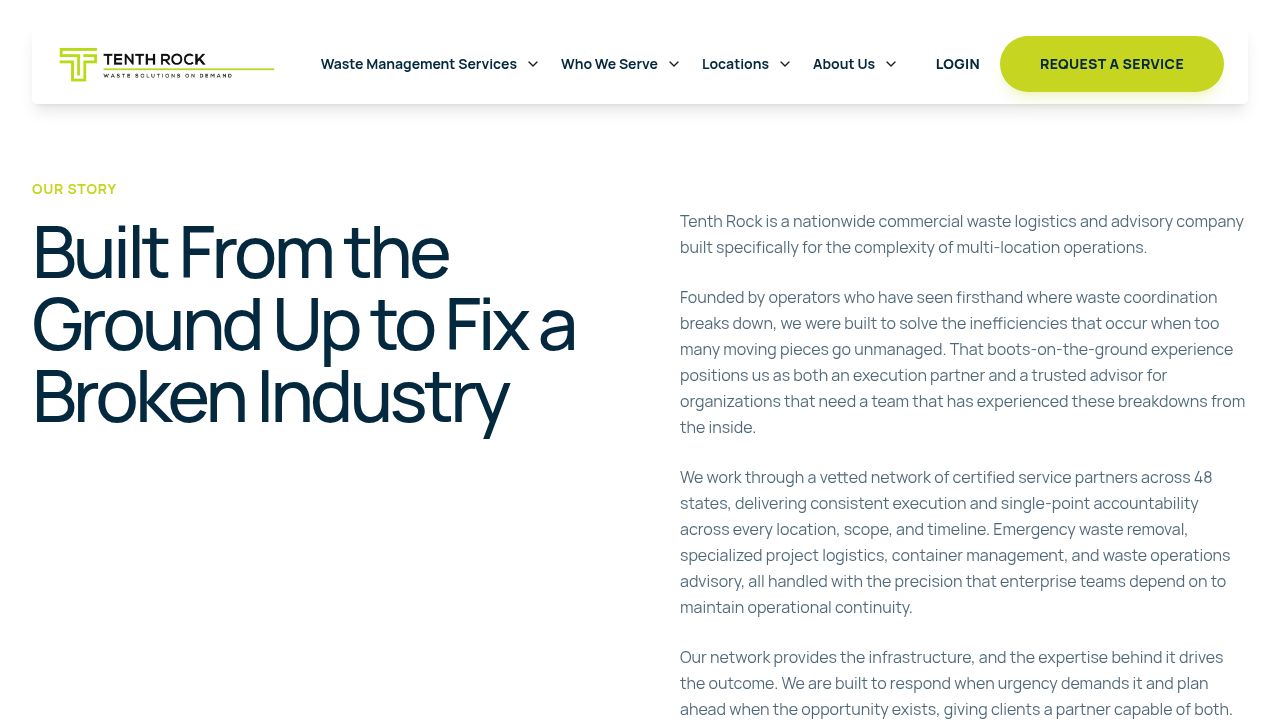 TENTH ROCK
WASTE SOLUTIONS ON DEMAND
Waste Management Services
Who We Serve
Locations
About Us
LOGIN
REQUEST A SERVICE
OUR STORY
Built From the
Ground Up to Fix a
Broken Industry
Tenth Rock is a nationwide commercial waste logistics and advisory company
built specifically for the complexity of multi-location operations.
Founded by operators who have seen firsthand where waste coordination
breaks down, we were built to solve the inefficiencies that occur when too
many moving pieces go unmanaged. That boots-on-the-ground experience
positions us as both an execution partner and a trusted advisor for
organizations that need a team that has experienced these breakdowns from
the inside.
We work through a vetted network of certified service partners across 48
states, delivering consistent execution and single-point accountability
across every location, scope, and timeline. Emergency waste removal,
specialized project logistics, container management, and waste operations
advisory, all handled with the precision that enterprise teams depend on to
maintain operational continuity.
Our network provides the infrastructure, and the expertise behind it drives
the outcome. We are built to respond when urgency demands it and plan
ahead when the opportunity exists, giving clients a partner capable of both.